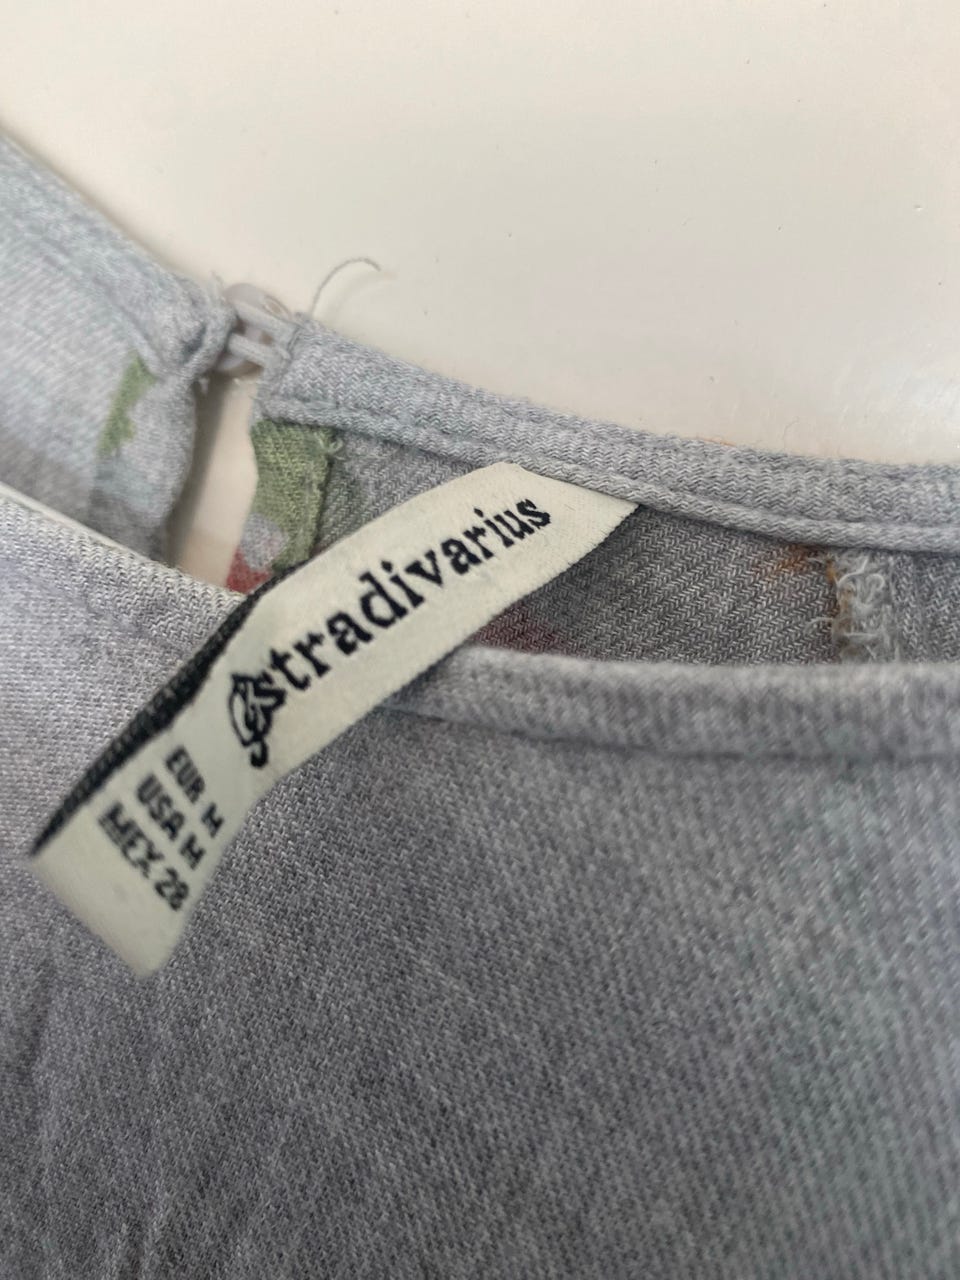 stradivarius
EUR M
USA M
MEX 28